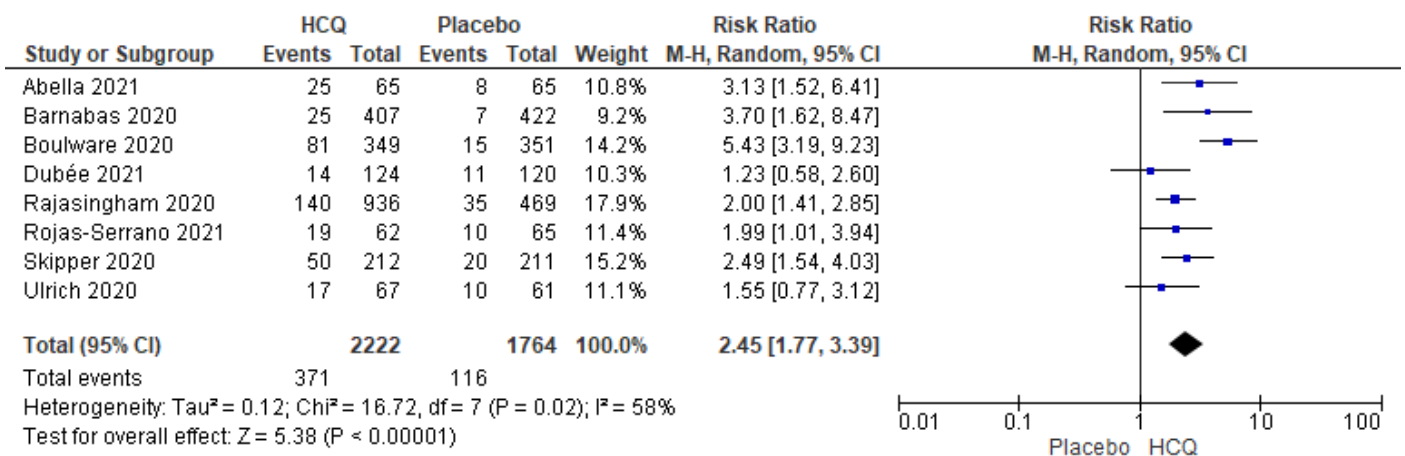 HCQ Placebo Risk Ratio Risk Ratio
Study or Subgroup Events Total Events Total Weight M-H, Random, 95% CI M-H, Random, 95% CI
Abella 2021 25 65 8 65 10.8% 3.13 [1.52, 6.41]
Barnabas 2020 25 407 7 422 9.2% 3.70 [1.62, 8.47]
Boulware 2020 81 349 15 351 14.2% 5.43 [3.19, 9.23]
Dubée 2021 14 124 11 120 10.3% 1.23 [0.58, 2.60]
Rajasingham 2020 140 936 35 469 17.9% 2.00 [1.41, 2.85]
Rojas-Serrano 2021 19 62 10 65 11.4% 1.99 [1.01, 3.94]
Skipper 2020 50 212 20 211 15.2% 2.49 [1.54, 4.03]
Ulrich 2020 17 67 10 61 11.1% 1.55 [0.77, 3.12]
Total (95% CI) 2222 1764 100.0% 2.45 [1.77, 3.39]
Total events 371 116
Heterogeneity: Tau² = 0.12; Chi² = 16.72, df = 7 (P = 0.02); I² = 58%
Test for overall effect: Z = 5.38 (P < 0.00001)
0.01 0.1 1 10 100
Placebo HCQ